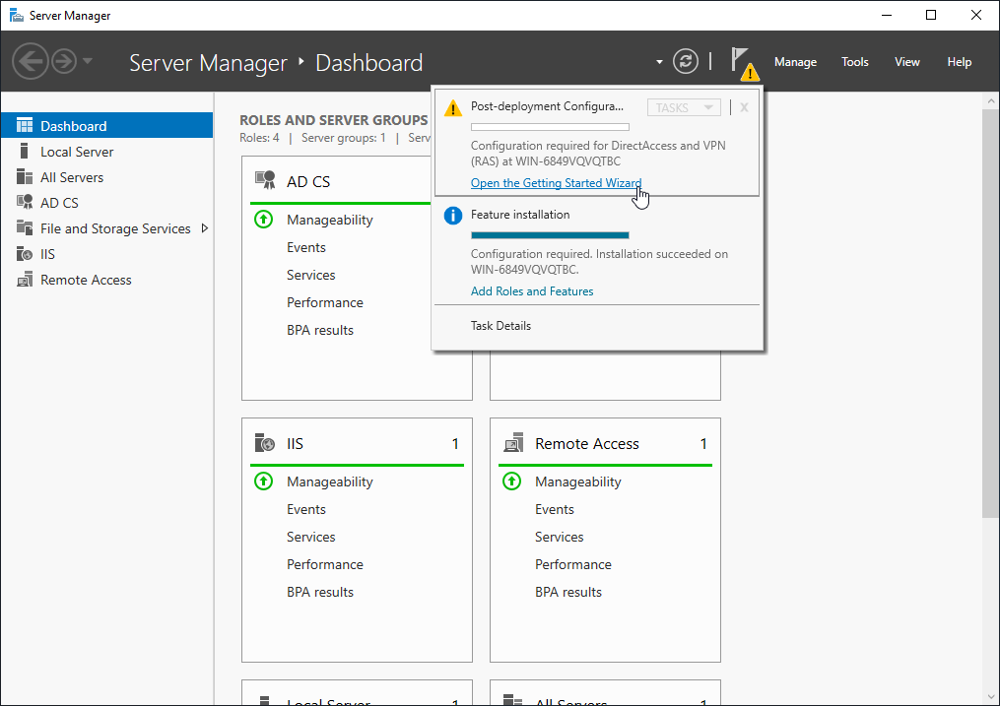 Server Manager
Server Manager ‣ Dashboard
Manage Tools View Help
Dashboard
Local Server
All Servers
AD CS
File and Storage Services
IIS
Remote Access
ROLES AND SERVER GROUPS
Roles: 4 | Server groups: 1 | Serv
AD CS
Manageability
Events
Services
Performance
BPA results
Post-deployment Configura...
TASKS
X
Configuration required for DirectAccess and VPN
(RAS) at WIN-6849VQVQTBC
Open the Getting Started Wizard
Feature installation
Configuration required. Installation succeeded on
WIN-6849VQVQTBC.
Add Roles and Features
Task Details
IIS 1
Manageability
Events
Services
Performance
BPA results
Remote Access 1
Manageability
Events
Services
Performance
BPA results
Local Server 1
All Servers 1